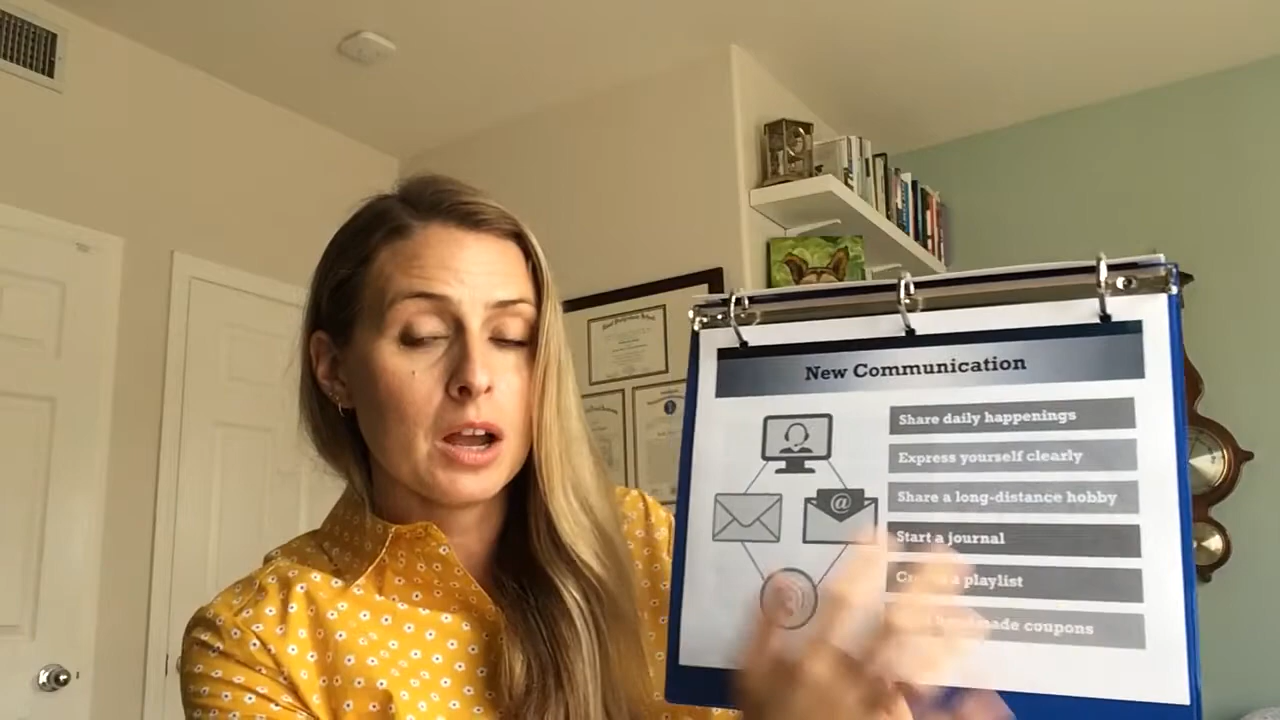 New Communication
Share daily happenings
Express yourself clearly
Share a long-distance hobby
@
Start a journal
a playlist
coupons